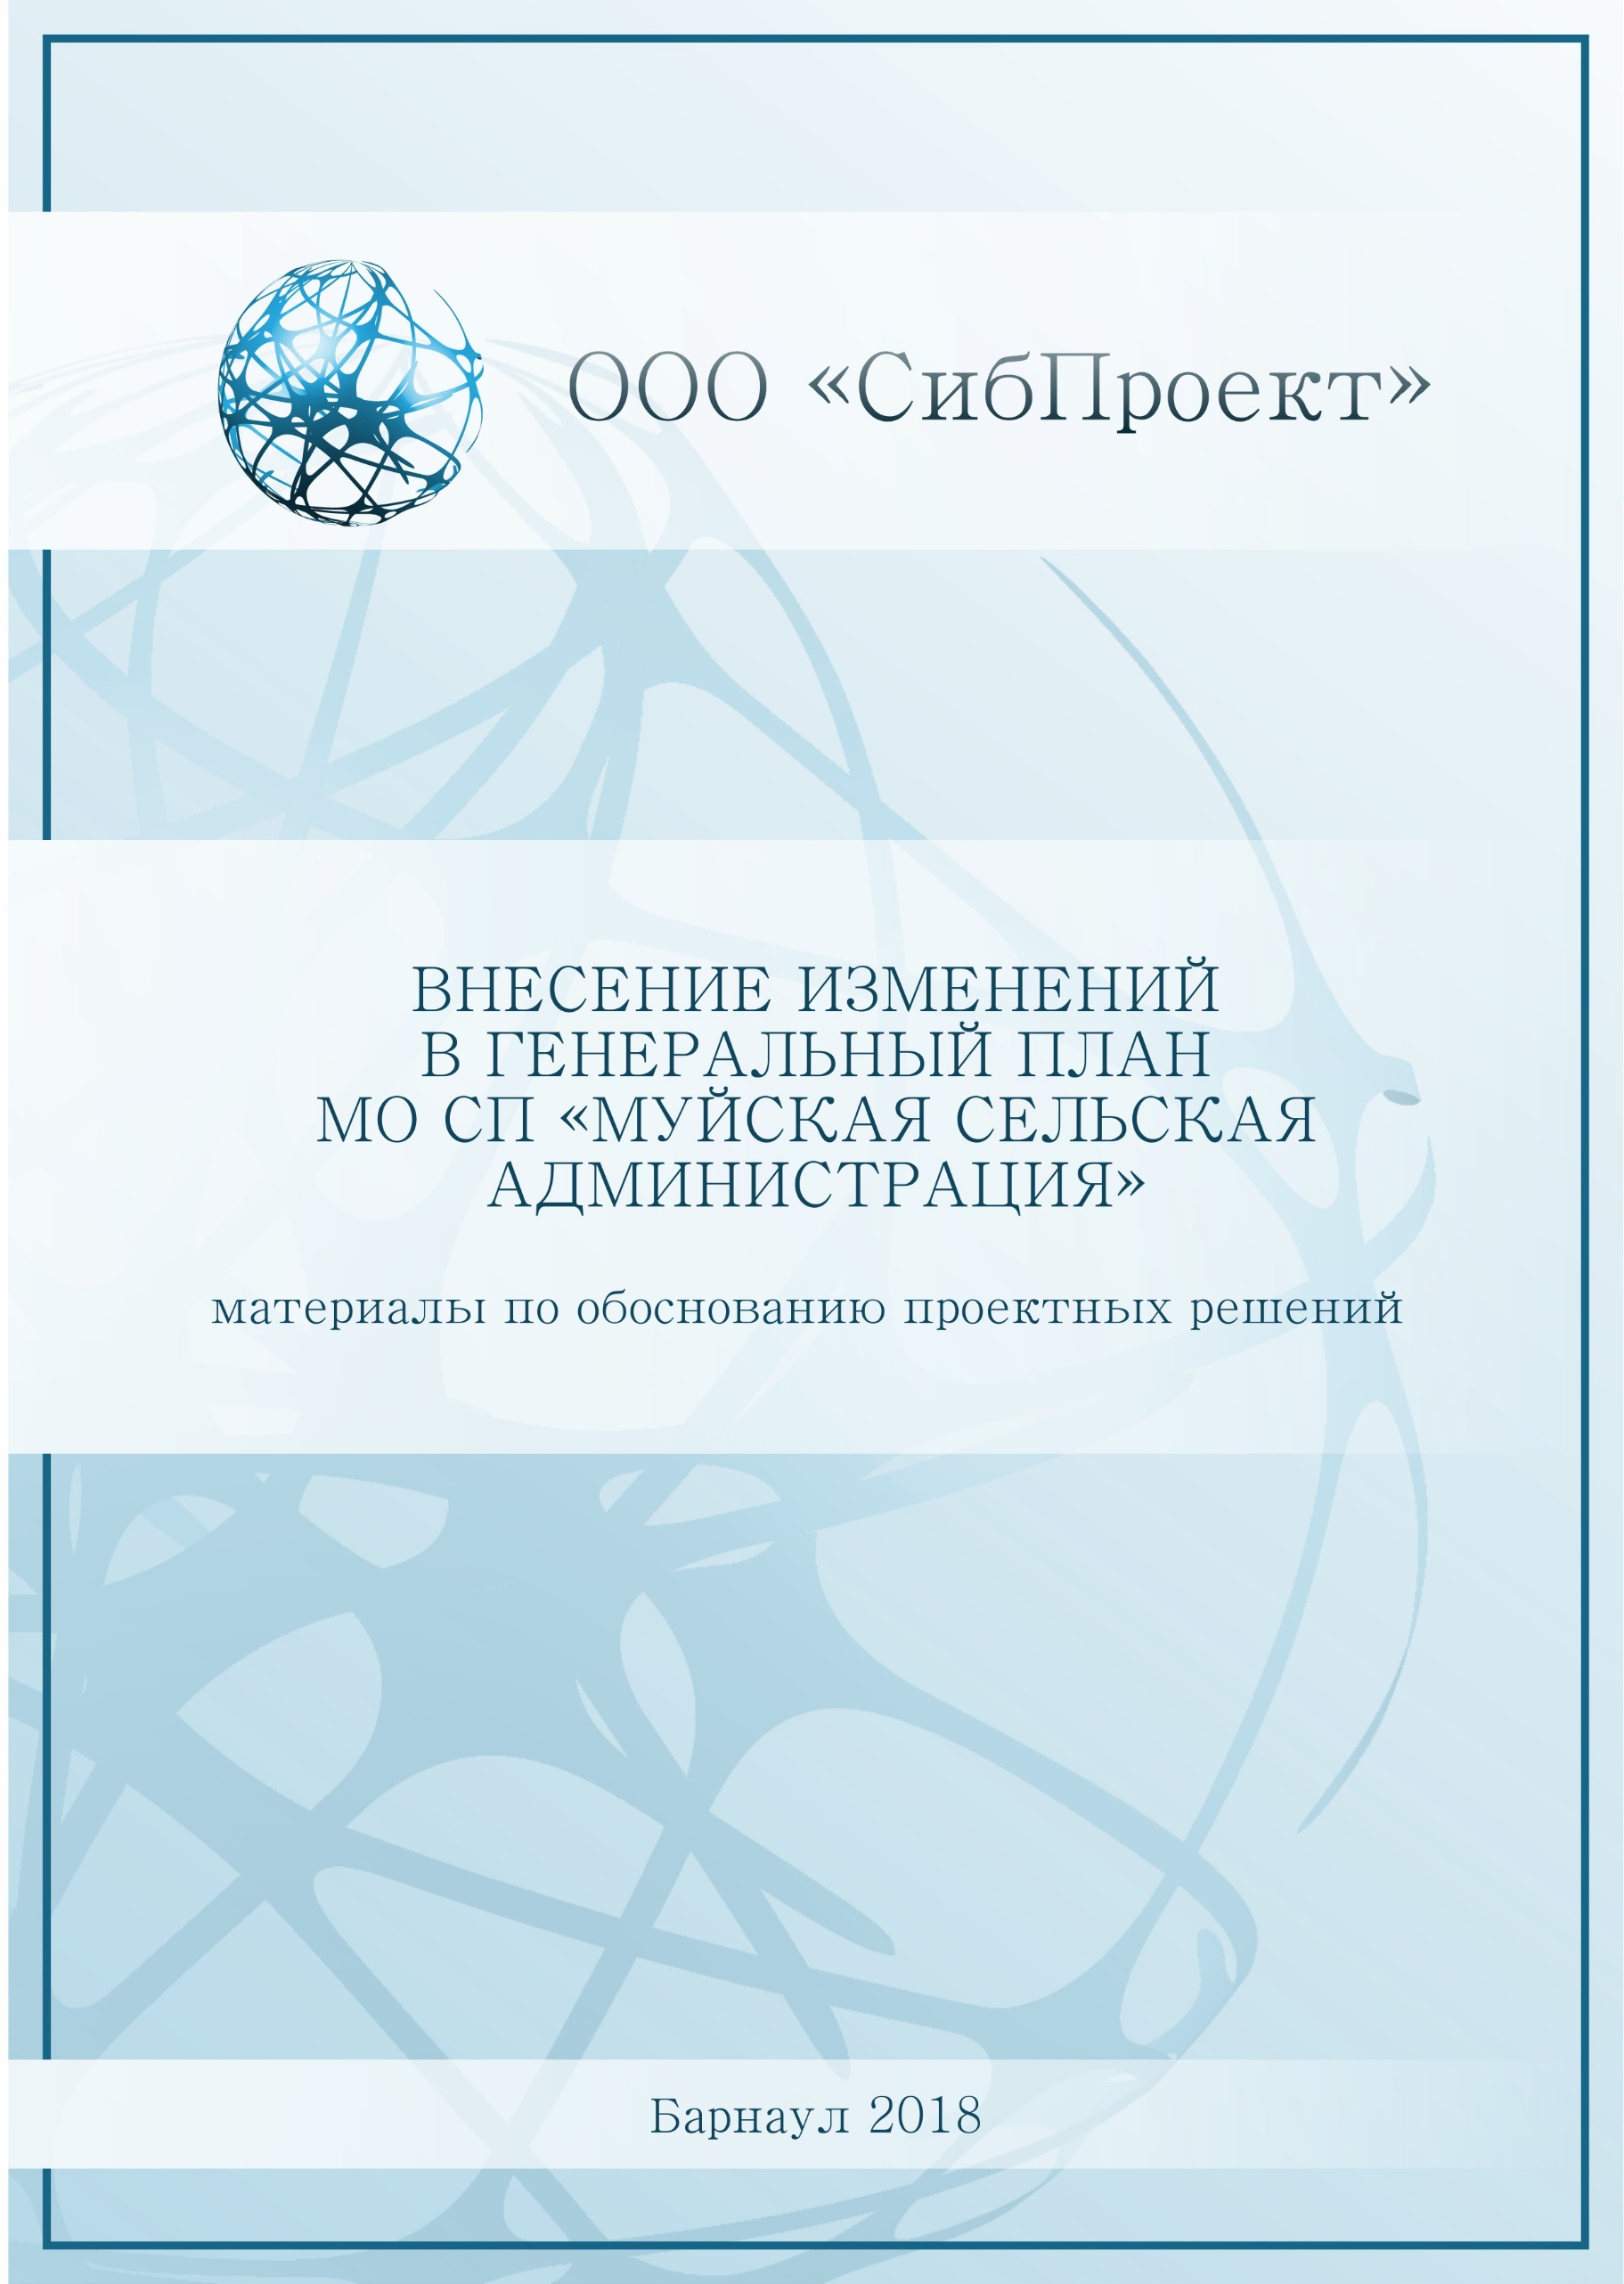 ООО «СибПроект»
ВНЕСЕНИЕ ИЗМЕНЕНИЙ
В ГЕНЕРАЛЬНЫЙ ПЛАН
МО СП «МУЙСКАЯ СЕЛЬСКАЯ
АДМИНИСТРАЦИЯ»
материалы по обоснованию проектных решений
Барнаул 2018